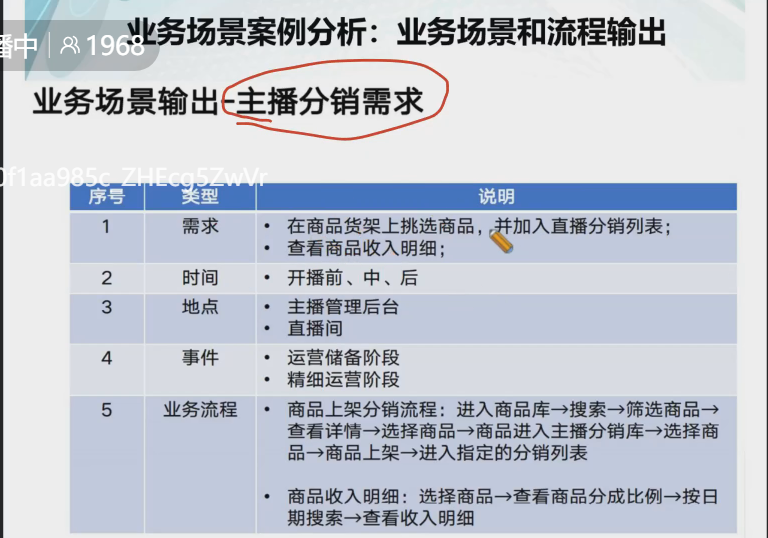 业务场景案例分析：业务场景和流程输出
播中 1968
业务场景输出-主播分销需求
0f1aa985c_ZHEcg5ZwVr
序号 类型 说明
1 需求 • 在商品货架上挑选商品，并加入直播分销列表；
• 查看商品收入明细；
2 时间 • 开播前、中、后
3 地点 • 主播管理后台
• 直播间
4 事件 • 运营储备阶段
• 精细运营阶段
5 业务流程 • 商品上架分销流程：进入商品库→搜索→筛选商品→
查看详情→选择商品→商品进入主播分销库→选择商
品→商品上架→进入指定的分销列表
• 商品收入明细：选择商品→查看商品分成比例→按日
期搜索→查看收入明细